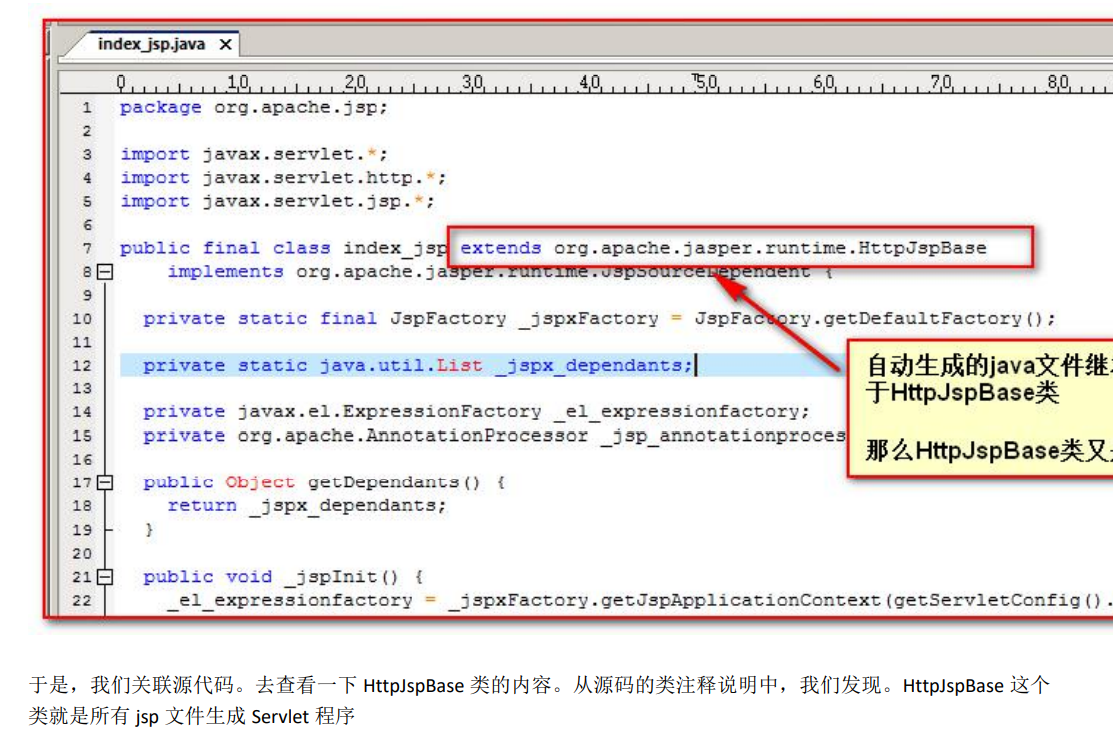 index_jsp.java X
0 10 20 30 40 50 60 70 80
1 package org.apache.jsp;
2
3 import javax.servlet.*;
4 import javax.servlet.http.*;
5 import javax.servlet.jsp.*;
6
7 public final class index_jsp extends org.apache.jasper.runtime.HttpJspBase
8 implements org.apache.jasper.runtime.JspSourceDependent {
9
10 private static final JspFactory _jspxFactory = JspFactory.getDefaultFactory();
11
12 private static java.util.List _jspx_dependants;
13
14 private javax.el.ExpressionFactory _el_expressionfactory;
15 private org.apache.AnnotationProcessor _jsp_annotationproces
16
17 public Object getDependants() {
18 return _jspx_dependants;
19 }
20
21 public void _jspInit() {
22 _el_expressionfactory = _jspxFactory.getJspApplicationContext(getServletConfig().
自动生成的java文件继
于HttpJspBase类
那么HttpJspBase类又
于是，我们关联源代码。去查看一下 HttpJspBase 类的内容。从源码的类注释说明中，我们发现。HttpJspBase 这个
类就是所有 jsp 文件生成 Servlet 程序